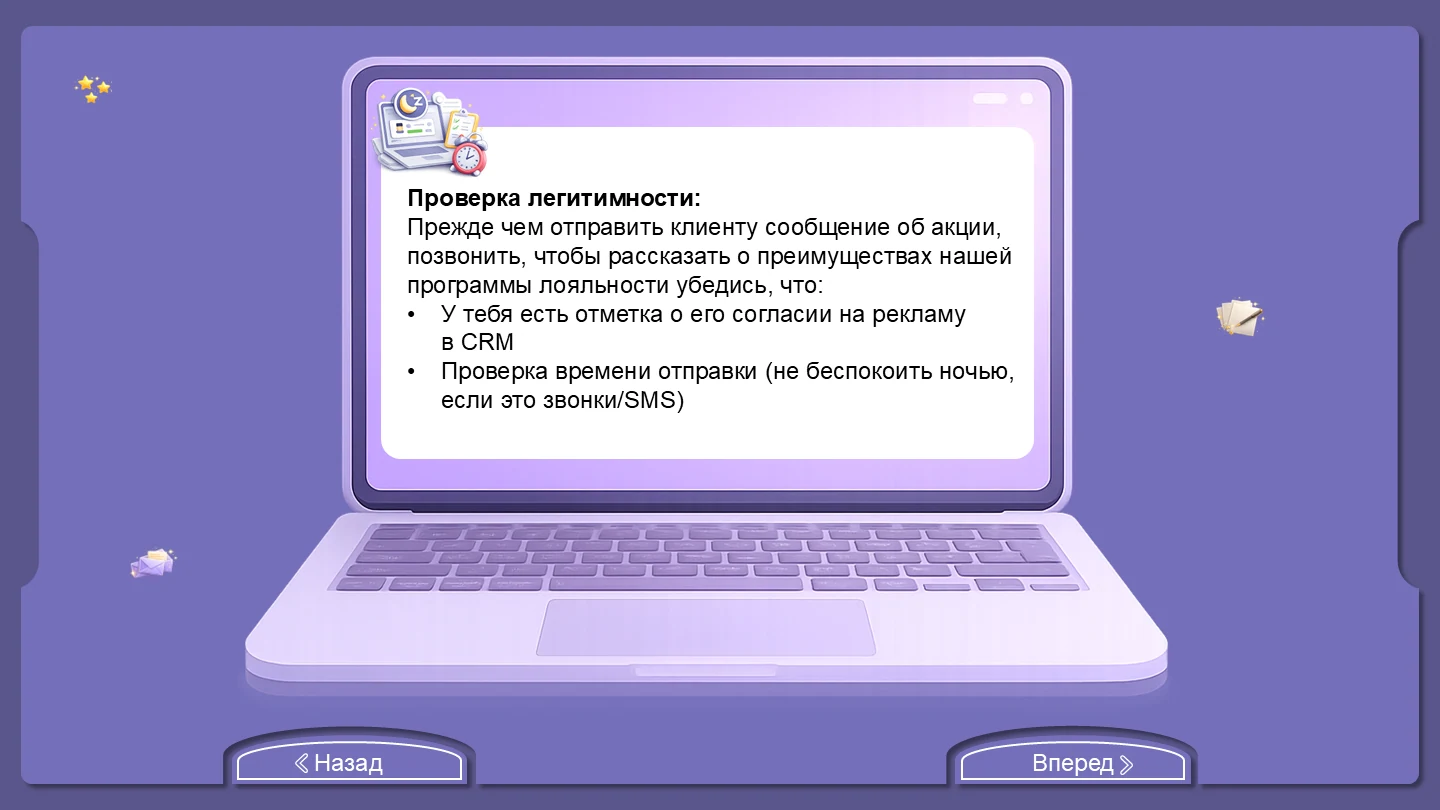 Проверка легитимности:
Прежде чем отправить клиенту сообщение об акции,
позвонить, чтобы рассказать о преимуществах нашей
программы лояльности убедись, что:
• У тебя есть отметка о его согласии на рекламу
в CRM
• Проверка времени отправки (не беспокоить ночью,
если это звонки/SMS)
Назад
Вперед